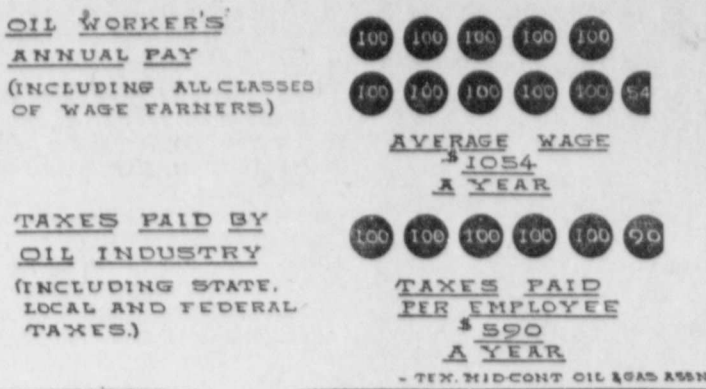 OIL WORKER'S
ANNUAL PAY
(INCLUDING ALL CLASSES
OF WAGE EARNERS)
100 100 100 100 100
100 100 100 100 100 54
AVERAGE WAGE
$1054
A YEAR
TAXES PAID BY
OIL INDUSTRY
(INCLUDING STATE,
LOCAL AND FEDERAL
TAXES.)
100 100 100 100 100 90
TAXES PAID
PER EMPLOYEE
$590
A YEAR
- TEX. MID-CONT OIL & GAS ASSN